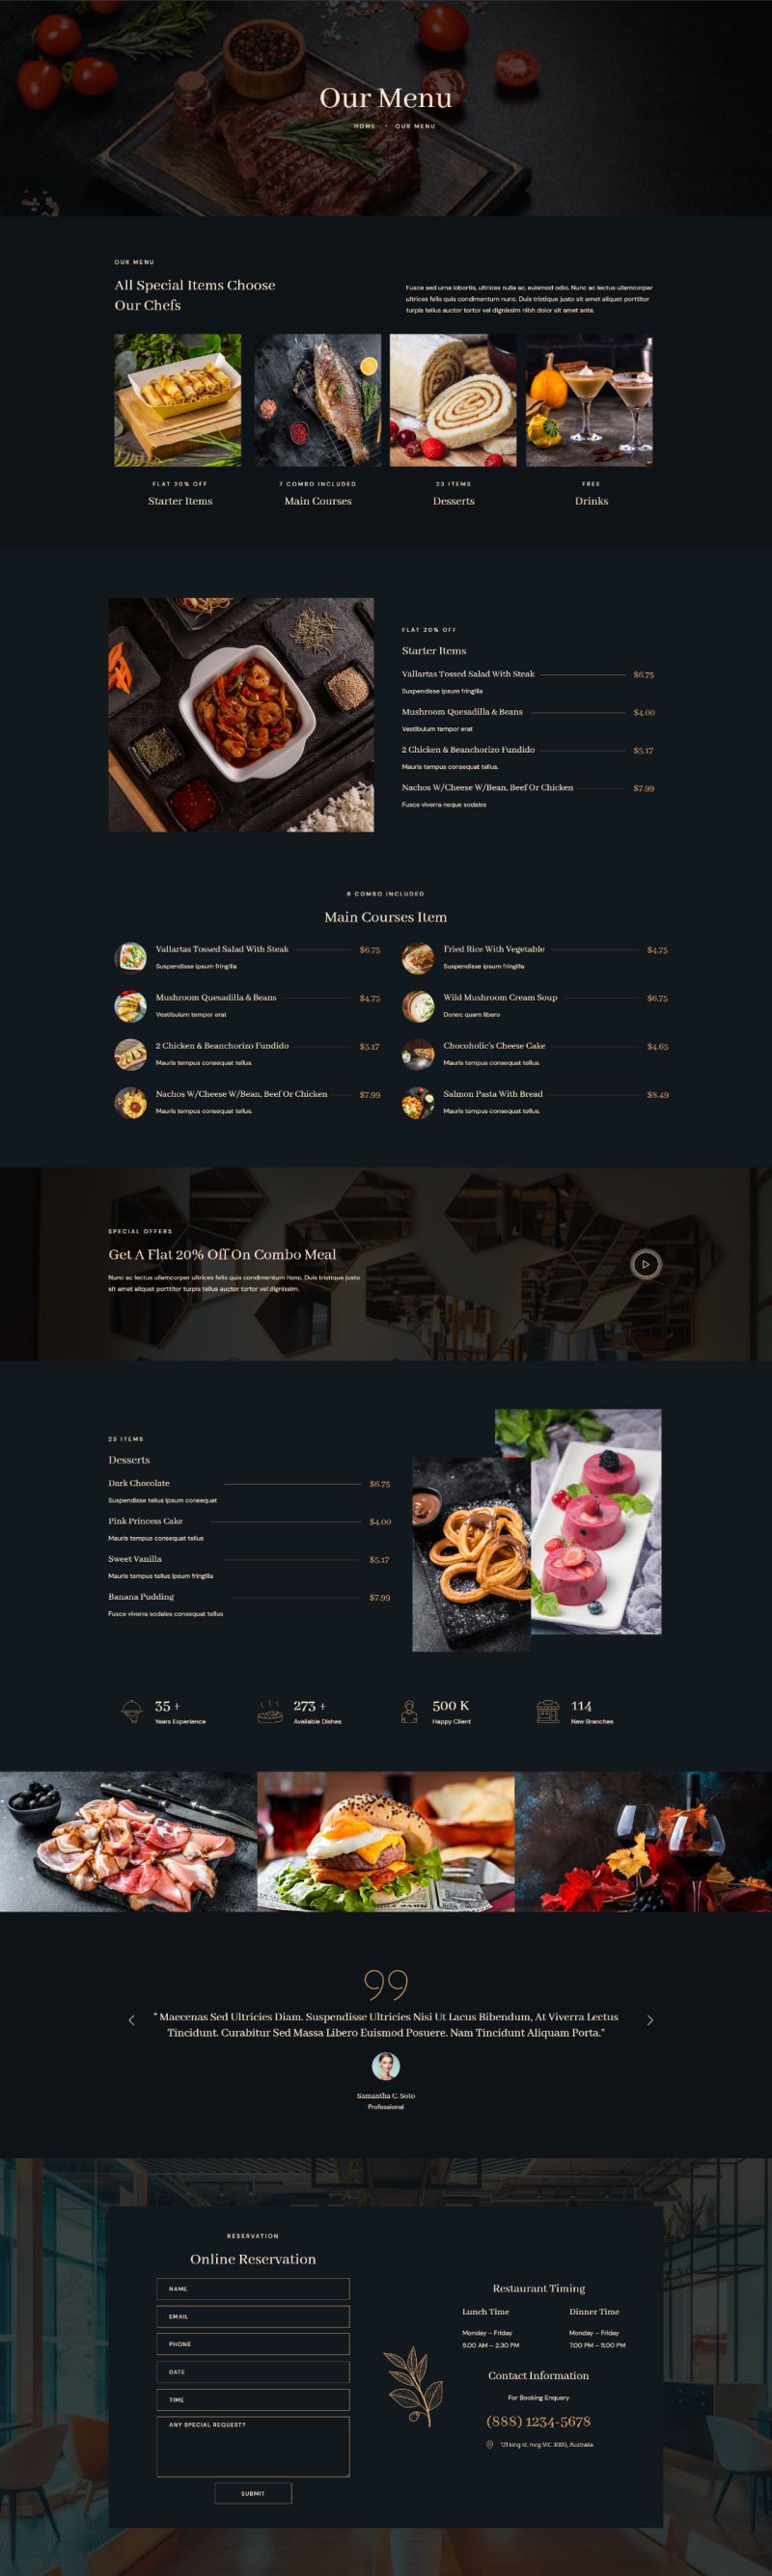 Our Menu
HOME • OUR MENU
OUR MENU
All Special Items Choose
Our Chefs
Fusce sed urna lobortis, ultrices nulla ac, euismod odio. Nunc ac lectus ullamcorper
ultrices felis quis condimentum nunc. Duis tristique justo sit amet aliquet porttitor
turpis tellus auctor tortor vel dignissim nibh dolor sit amet ante.
FLAT 20% OFF
Starter Items
7 COMBO INCLUDED
Main Courses
23 ITEMS
Desserts
FREE
Drinks
FLAT 20% OFF
Starter Items
Vallartas Tossed Salad With Steak $6.75
Suspendisse ipsum fringilla
Mushroom Quesadilla & Beans $4.00
Vestibulum tempor erat
2 Chicken & Beanchorizo Fundido $5.17
Mauris tempus consequat tellus.
Nachos W/Cheese W/Bean, Beef Or Chicken $7.99
Fusce viverra neque sodales
8 COMBO INCLUDED
Main Courses Item
Vallartas Tossed Salad With Steak $6.75
Suspendisse ipsum fringilla
Mushroom Quesadilla & Beans $4.75
Vestibulum tempor erat
2 Chicken & Beanchorizo Fundido $5.17
Mauris tempus consequat tellus.
Nachos W/Cheese W/Bean, Beef Or Chicken $7.99
Mauris tempus consequat tellus.
Fried Rice With Vegetable $4.75
Suspendisse ipsum fringilla
Wild Mushroom Cream Soup $6.75
Donec quam libero
Chocoholic's Cheese Cake $4.65
Mauris tempus consequat tellus.
Salmon Pasta With Bread $8.49
Mauris tempus consequat tellus.
SPECIAL OFFERS
Get A Flat 20% Off On Combo Meal
Nunc ac lectus ullamcorper ultrices felis quis condimentum nunc. Duis tristique justo
sit amet aliquet porttitor turpis tellus auctor tortor vel dignissim.
23 ITEMS
Desserts
Dark Chocolate $6.75
Suspendisse tellus ipsum consequat
Pink Princess Cake $4.00
Mauris tempus consequat tellus
Sweet Vanilla $5.17
Mauris tempus tellus ipsum fringilla
Banana Pudding $7.99
Fusce viverra sodales consequat tellus
35 +
Years Experience
273 +
Available Dishes
500 K
Happy Client
114
New Branches
" Maecenas Sed Ultricies Diam. Suspendisse Ultricies Nisi Ut Lacus Bibendum, At Viverra Lectus
Tincidunt. Curabitur Sed Massa Libero Euismod Posuere. Nam Tincidunt Aliquam Porta."
Samantha C. Soto
Professional
RESERVATION
Online Reservation
NAME
EMAIL
PHONE
DATE
TIME
ANY SPECIAL REQUEST?
SUBMIT
Restaurant Timing
Lunch Time
Monday – Friday
8.00 AM – 2.30 PM
Dinner Time
Monday – Friday
7.00 PM – 11.00 PM
Contact Information
For Booking Enquery
(888) 1234-5678
121 king st. mcg VIC 3000, Australia